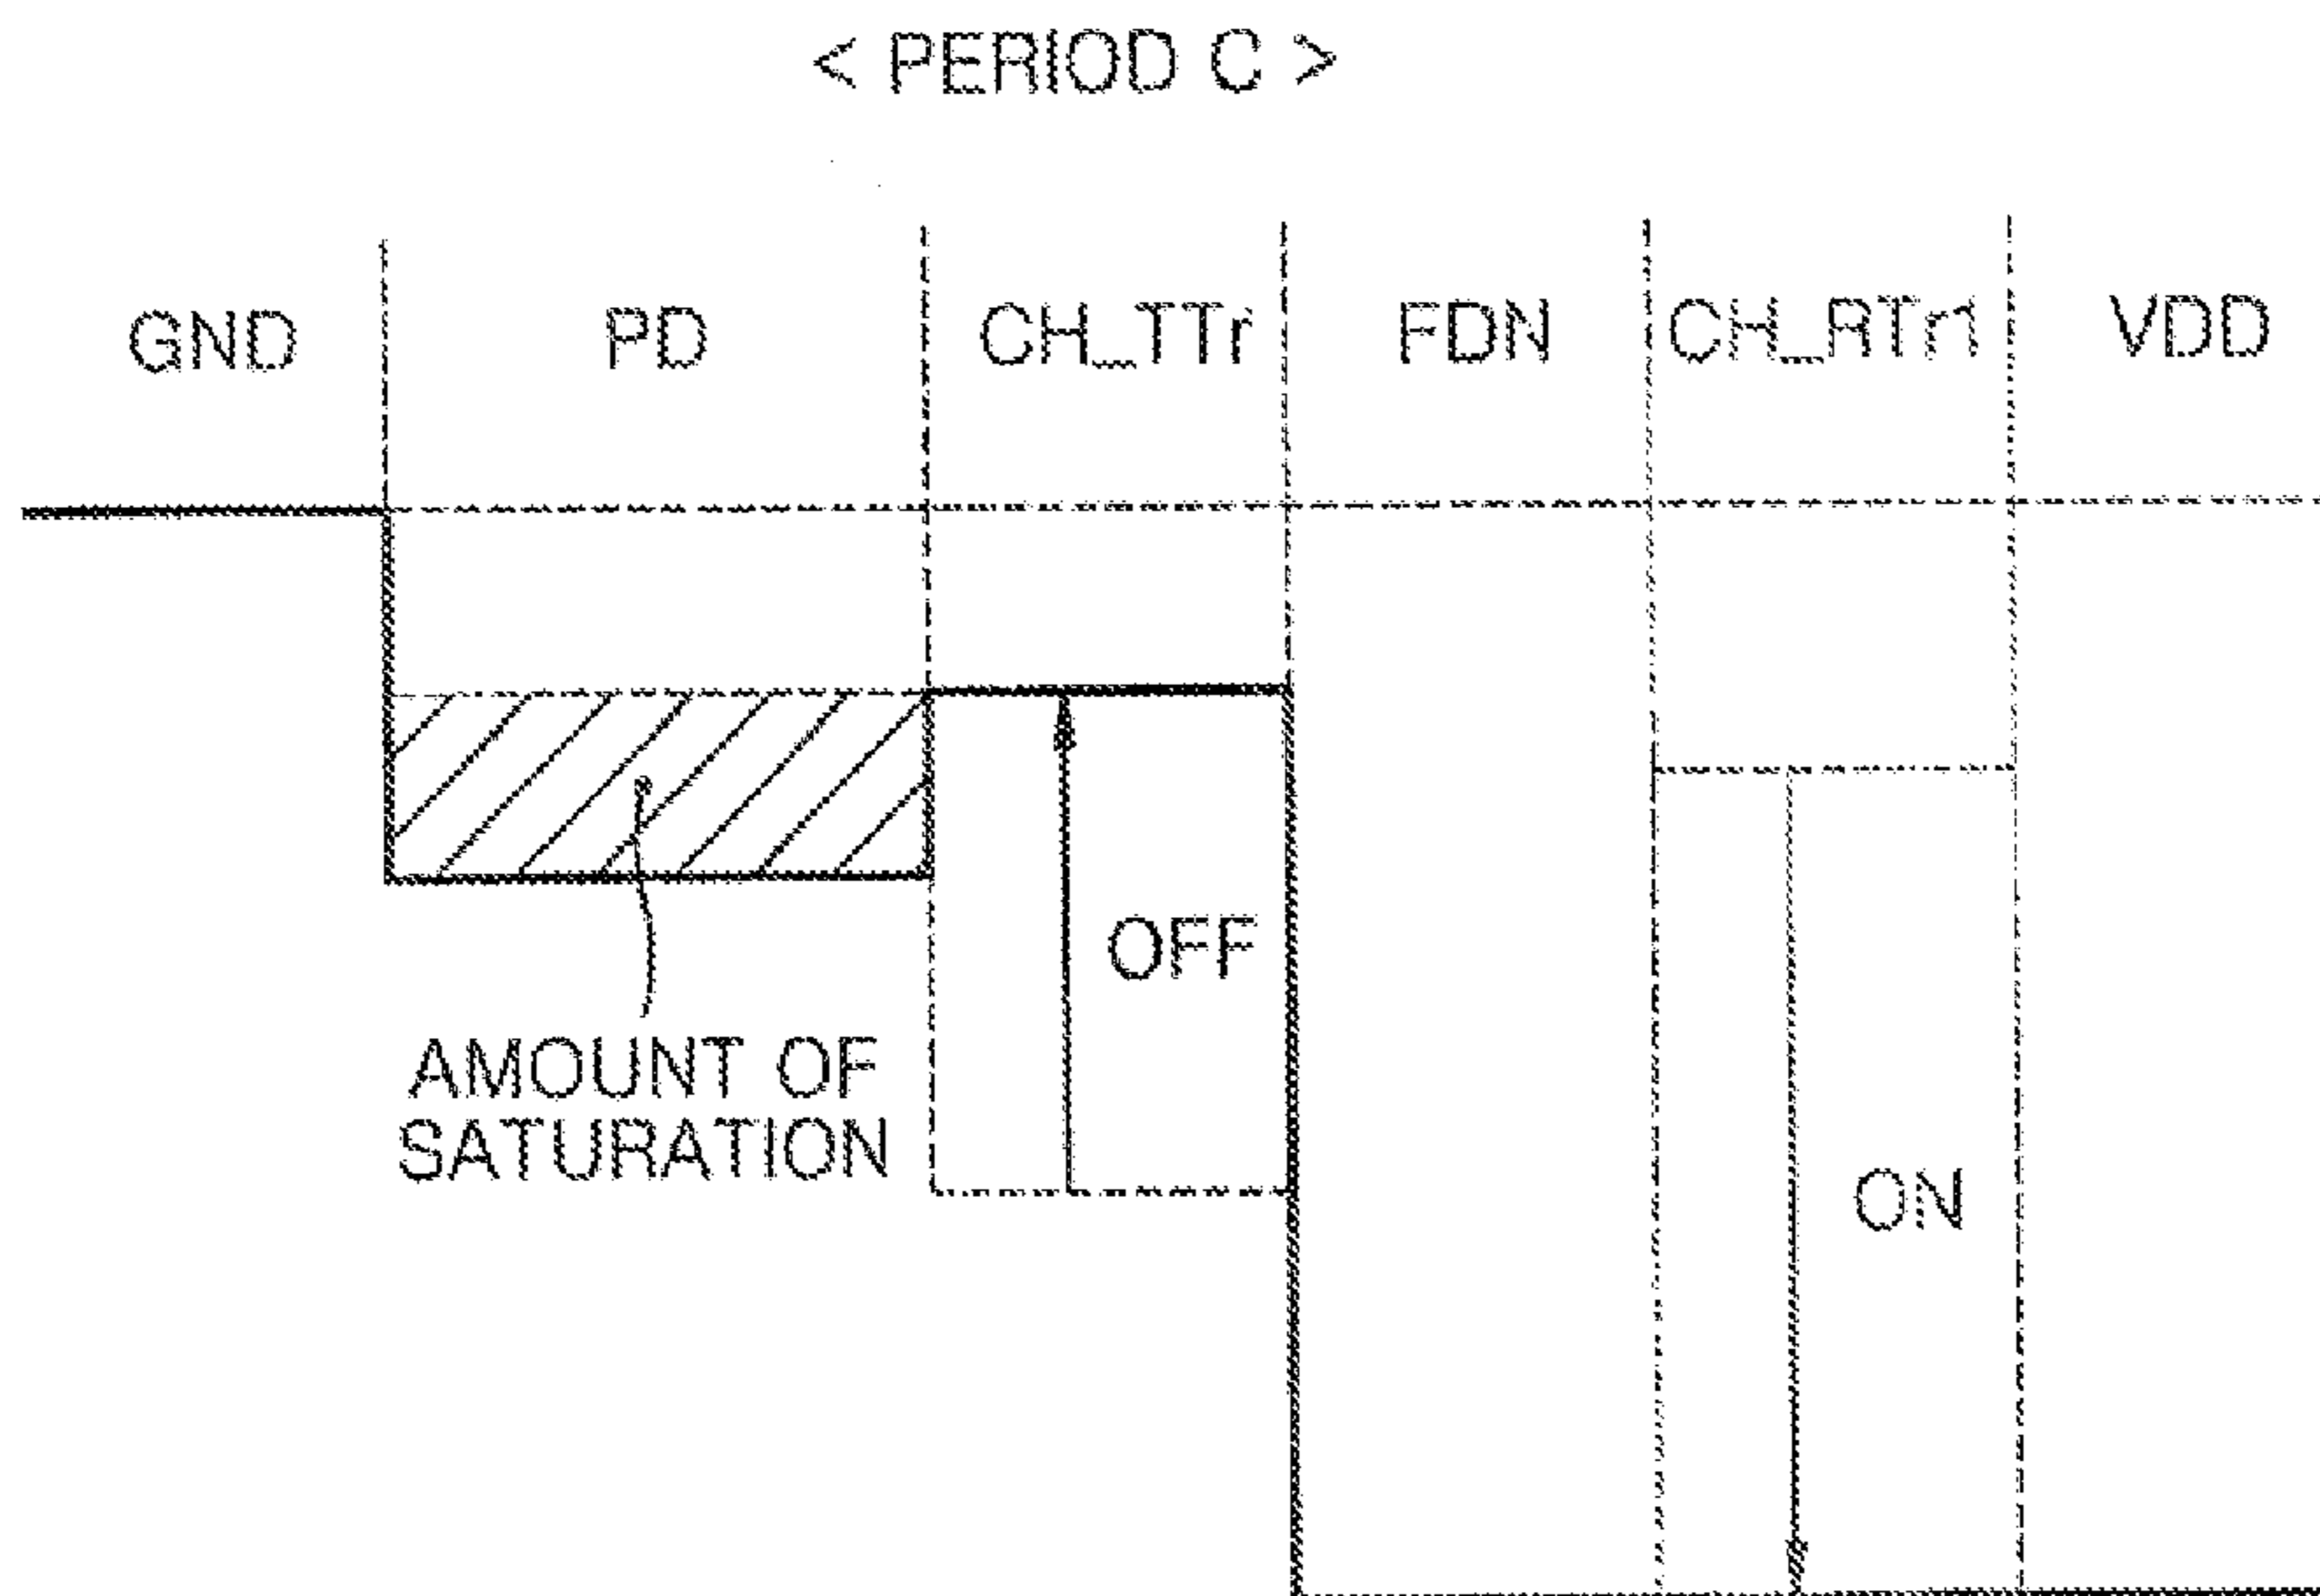 < PERIOD C >
GND PD CH_TTr FDN CH_RTr1 VDD
OFF
AMOUNT OF
SATURATION
ON